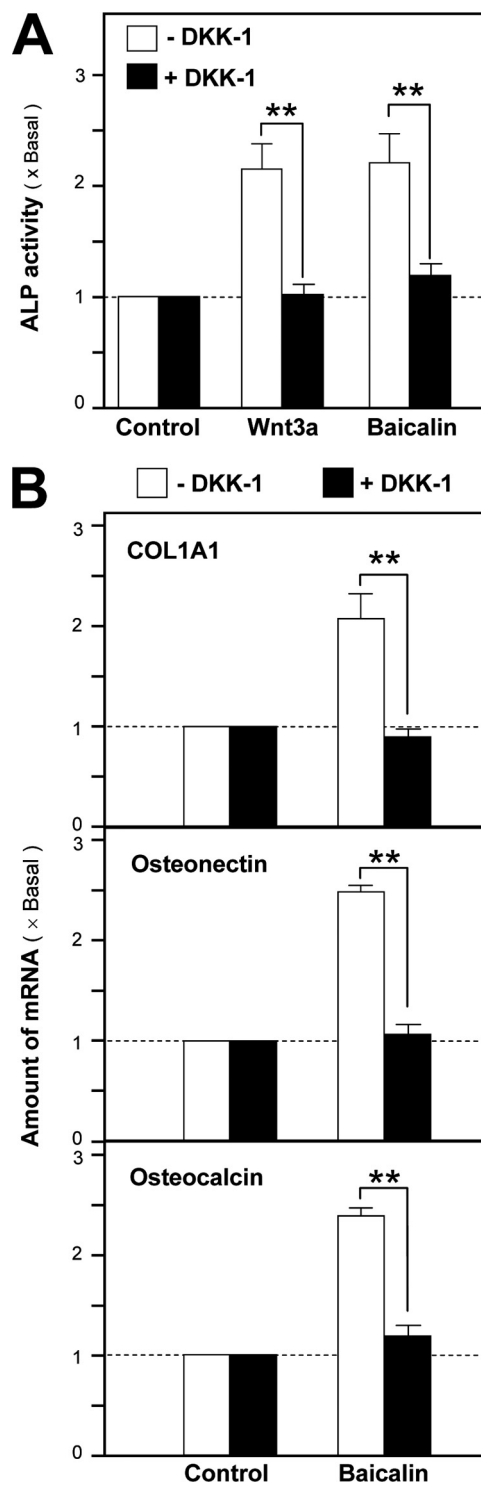 A
- DKK-1
+ DKK-1
ALP activity ( x Basal )
3
2
1
0
**
**
Control Wnt3a Baicalin
B
- DKK-1 + DKK-1
Amount of mRNA ( × Basal )
3
COL1A1
**
2
1
0
3
Osteonectin
**
2
1
0
3
Osteocalcin
**
2
1
0
Control Baicalin